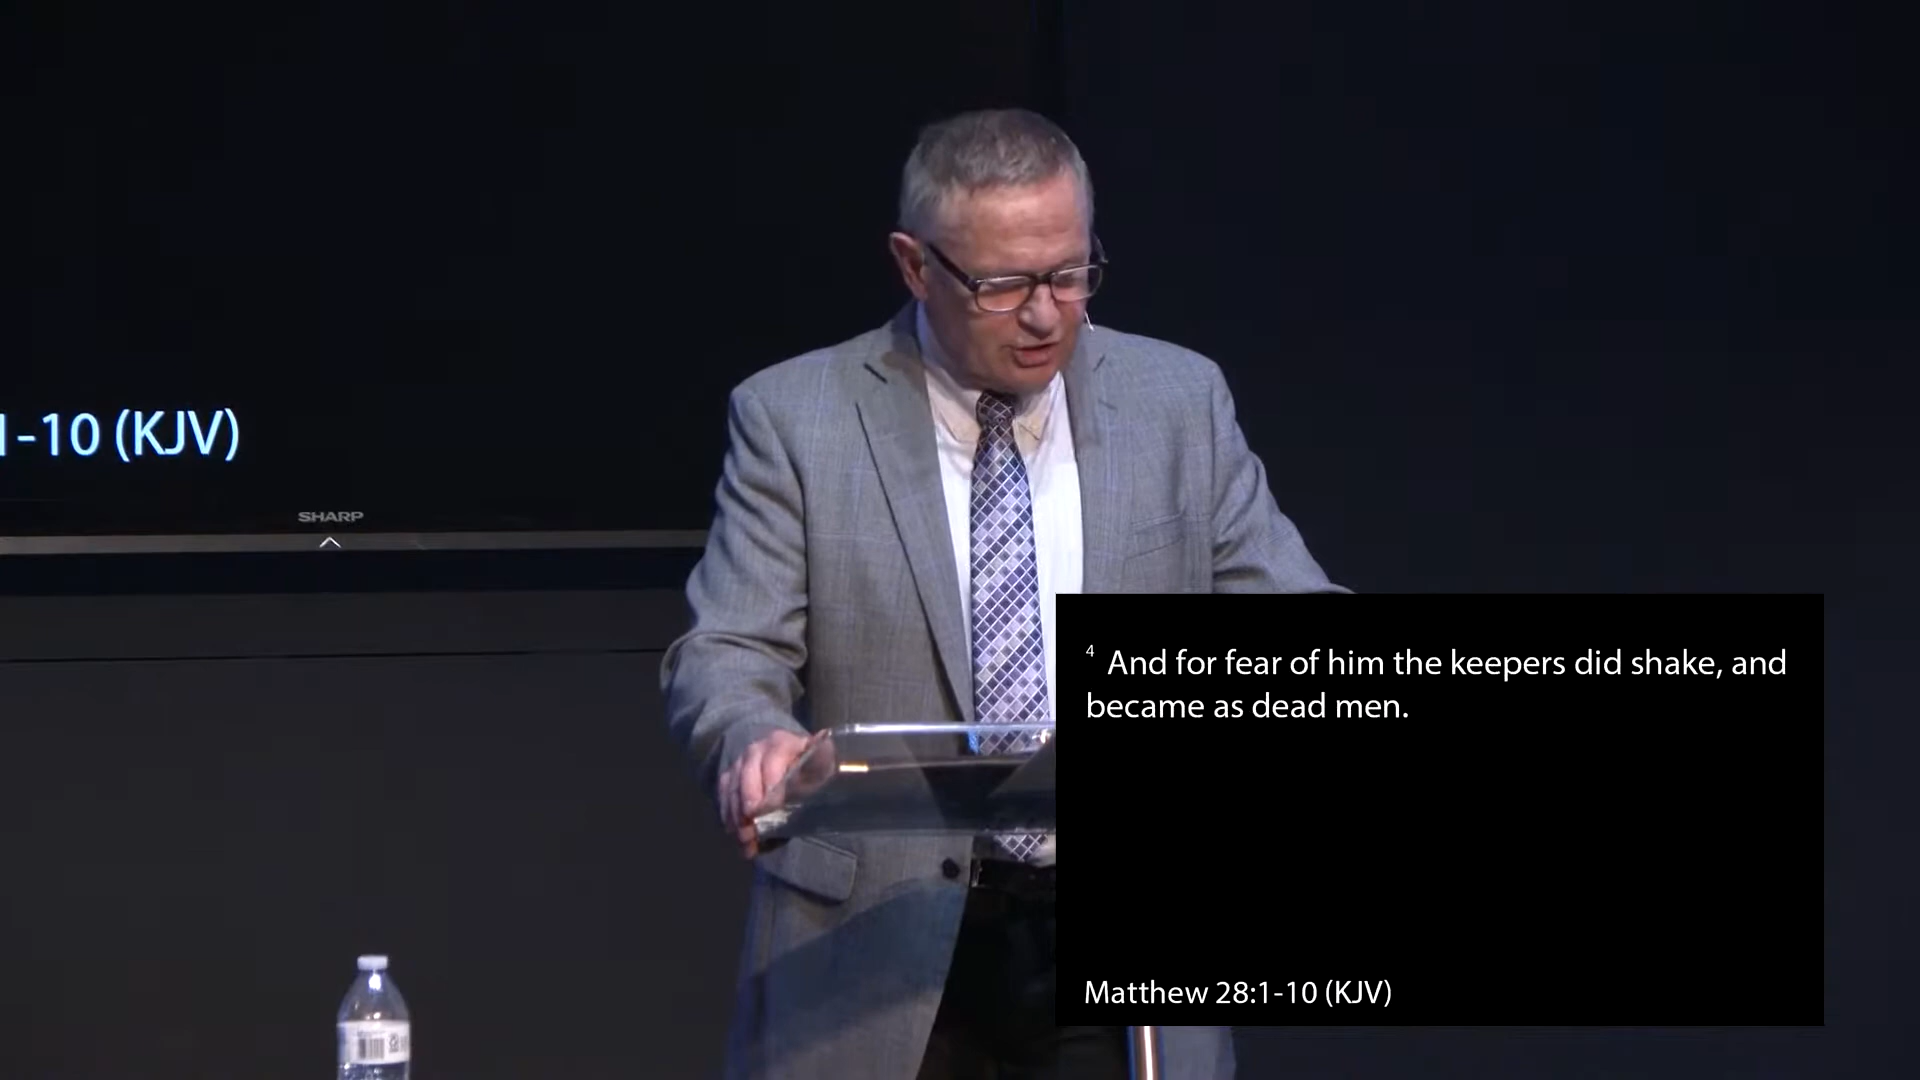 1-10 (KJV)
SHARP
4 And for fear of him the keepers did shake, and
became as dead men.
Matthew 28:1-10 (KJV)